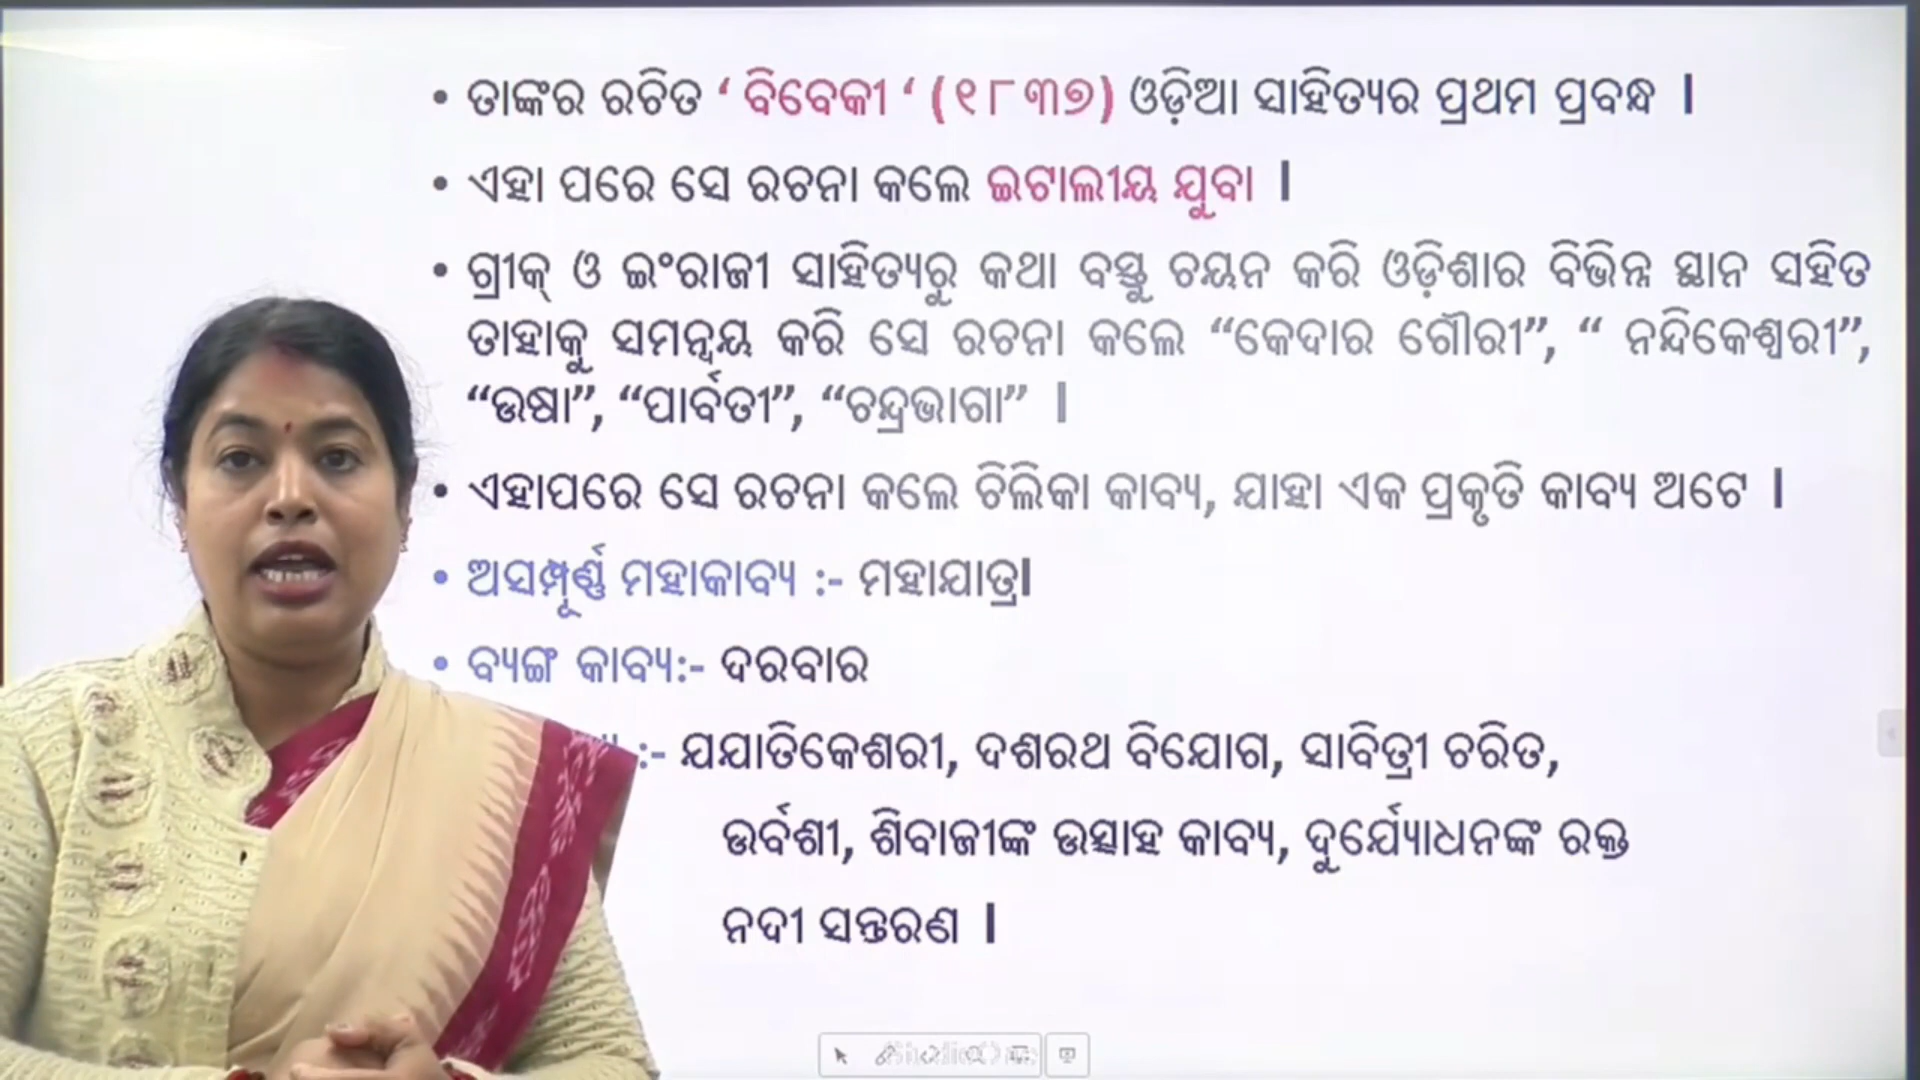 • ତାଙ୍କର ରଚିତ ‘ ବିବେକୀ ‘ (୧୮୩୭) ଓଡ଼ିଆ ସାହିତ୍ୟର ପ୍ରଥମ ପ୍ରବନ୍ଧ ।
• ଏହା ପରେ ସେ ରଚନା କଲେ ଇଟାଲୀୟ ଯୁବା ।
• ଗ୍ରୀକ୍ ଓ ଇଂରାଜୀ ସାହିତ୍ୟରୁ କଥା ବସ୍ତୁ ଚୟନ କରି ଓଡ଼ିଶାର ବିଭିନ୍ନ ସ୍ଥାନ ସହିତ
ତାହାକୁ ସମନ୍ୱୟ କରି ସେ ରଚନା କଲେ “କେଦାର ଗୌରୀ”, “ ନନ୍ଦିକେଶ୍ୱରୀ”,
“ଉଷା”, “ପାର୍ବତୀ”, “ଚନ୍ଦ୍ରଭାଗା” ।
• ଏହାପରେ ସେ ରଚନା କଲେ ଚିଲିକା କାବ୍ୟ, ଯାହା ଏକ ପ୍ରକୃତି କାବ୍ୟ ଅଟେ ।
• ଅସମ୍ପୂର୍ଣ୍ଣ ମହାକାବ୍ୟ :- ମହାଯାତ୍ରା
• ବ୍ୟଙ୍ଗ କାବ୍ୟ:- ଦରବାର
:- ଯଯାତିକେଶରୀ, ଦଶରଥ ବିଯୋଗ, ସାବିତ୍ରୀ ଚରିତ,
ଉର୍ବଶୀ, ଶିବାଜୀଙ୍କ ଉତ୍ସାହ କାବ୍ୟ, ଦୁର୍ଯ୍ୟୋଧନଙ୍କ ରକ୍ତ
ନଦୀ ସନ୍ତରଣ ।